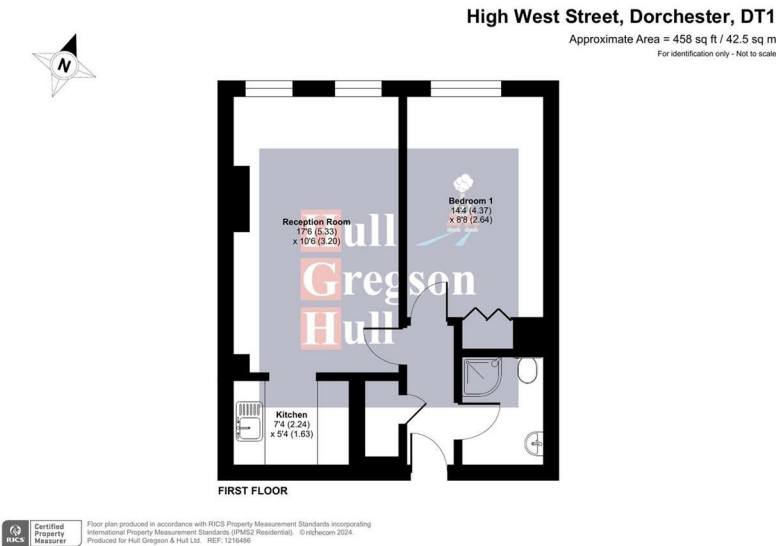 High West Street, Dorchester, DT1
Approximate Area = 458 sq ft / 42.5 sq m
For identification only - Not to scale
N
Bedroom 1
14'4 (4.37)
x 8'8 (2.64)
Reception Room
17'6 (5.33)
x 10'6 (3.20)
Hull
Gregson
Hull
Kitchen
7'4 (2.24)
x 5'4 (1.63)
FIRST FLOOR
RICS
Certified
Property
Measurer
Floor plan produced in accordance with RICS Property Measurement Standards incorporating
International Property Measurement Standards (IPMS2 Residential). © nichecom 2024.
Produced for Hull Gregson & Hull Ltd. REF: 1216486